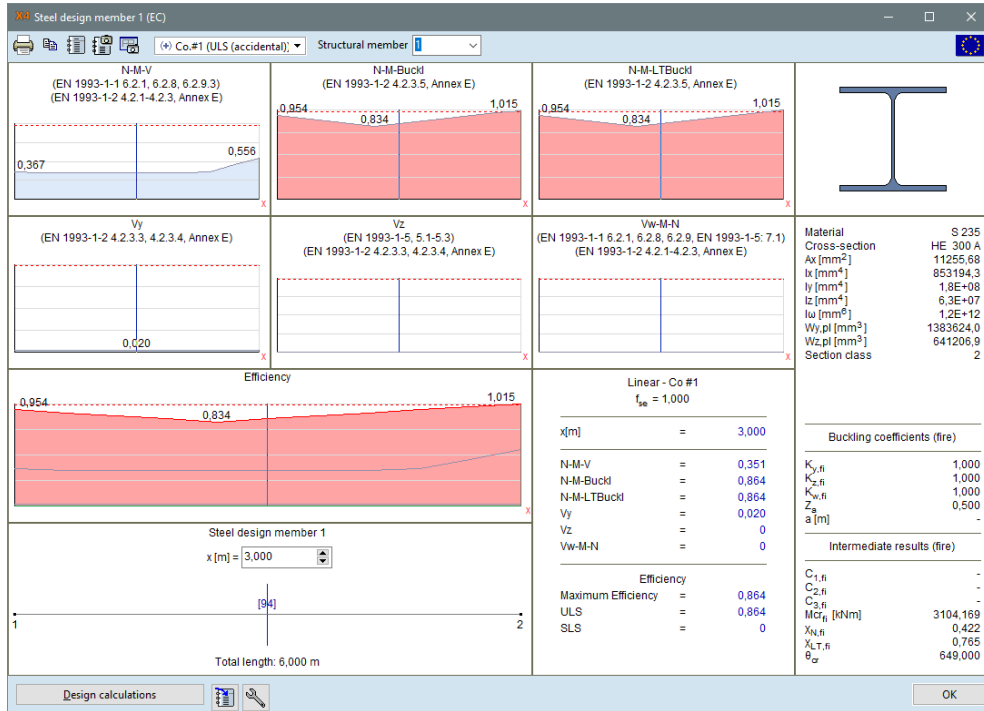 Steel design member 1 (EC)
(+) Co.#1 (ULS (accidental)) Structural member 1
N-M-V
(EN 1993-1-1 6.2.1, 6.2.8, 6.2.9.3)
(EN 1993-1-2 4.2.1-4.2.3, Annex E)
0,367
0,556
x
N-M-Buckl
(EN 1993-1-2 4.2.3.5, Annex E)
0,954
0,834
1,015
x
N-M-LTBuckl
(EN 1993-1-2 4.2.3.5, Annex E)
0,954
0,834
1,015
x
Vy
(EN 1993-1-2 4.2.3.3, 4.2.3.4, Annex E)
0,020
x
Vz
(EN 1993-1-5, 5.1-5.3)
(EN 1993-1-2 4.2.3.3, 4.2.3.4, Annex E)
x
Vw-M-N
(EN 1993-1-1 6.2.1, 6.2.8, 6.2.9, EN 1993-1-5: 7.1)
(EN 1993-1-2 4.2.1-4.2.3, Annex E)
x
Material S 235
Cross-section HE 300 A
Ax [mm2] 11255,68
Ix [mm4] 853194,3
Iy [mm4] 1,8E+08
Iz [mm4] 6,3E+07
Iω [mm6] 1,2E+12
Wy,pl [mm3] 1383624,0
Wz,pl [mm3] 641206,9
Section class 2
Efficiency
0,954
0,834
1,015
x
Linear - Co #1
fse = 1,000
x[m] = 3,000
N-M-V = 0,351
N-M-Buckl = 0,864
N-M-LTBuckl = 0,864
Vy = 0,020
Vz = 0
Vw-M-N = 0
Efficiency
Maximum Efficiency = 0,864
ULS = 0,864
SLS = 0
Buckling coefficients (fire)
Ky,fi 1,000
Kz,fi 1,000
Kw,fi 1,000
Za 0,500
a [m] -
Intermediate results (fire)
C1,fi -
C2,fi -
C3,fi -
Mcrfi [kNm] 3104,169
χN,fi 0,422
χLT,fi 0,765
θcr 649,000
Steel design member 1
x [m] = 3,000
[94]
1 2
Total length: 6,000 m
Design calculations
OK